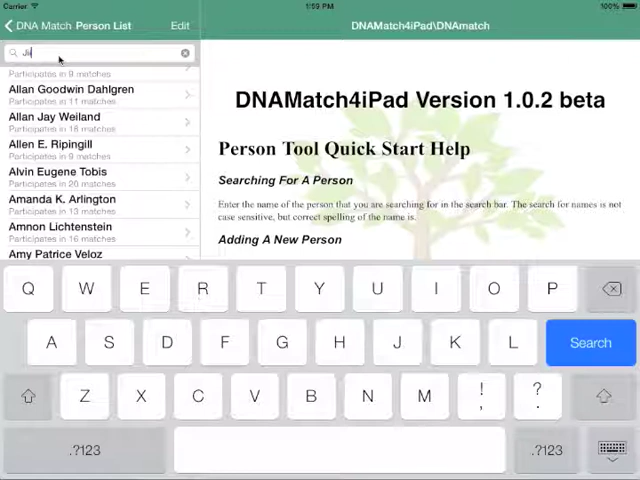 Carrier
1:59 PM
100%
DNA Match
Person List
Edit
DNAMatch4iPad\DNAmatch
Ji
Participates in 9 matches
Allan Goodwin Dahlgren
Participates in 11 matches
Allan Jay Weiland
Participates in 16 matches
Allen E. Ripingill
Participates in 9 matches
Alvin Eugene Tobis
Participates in 20 matches
Amanda K. Arlington
Participates in 13 matches
Amnon Lichtenstein
Participates in 16 matches
Amy Patrice Veloz
DNAMatch4iPad Version 1.0.2 beta
Person Tool Quick Start Help
Searching For A Person
Enter the name of the person that you are searching for in the search bar. The search for names is not
case sensitive, but correct spelling of the name is.
Adding A New Person
Q W E R T Y U I O P
A S D F G H J K L Search
Z X C V B N M ! , ? .
.?123 .?123